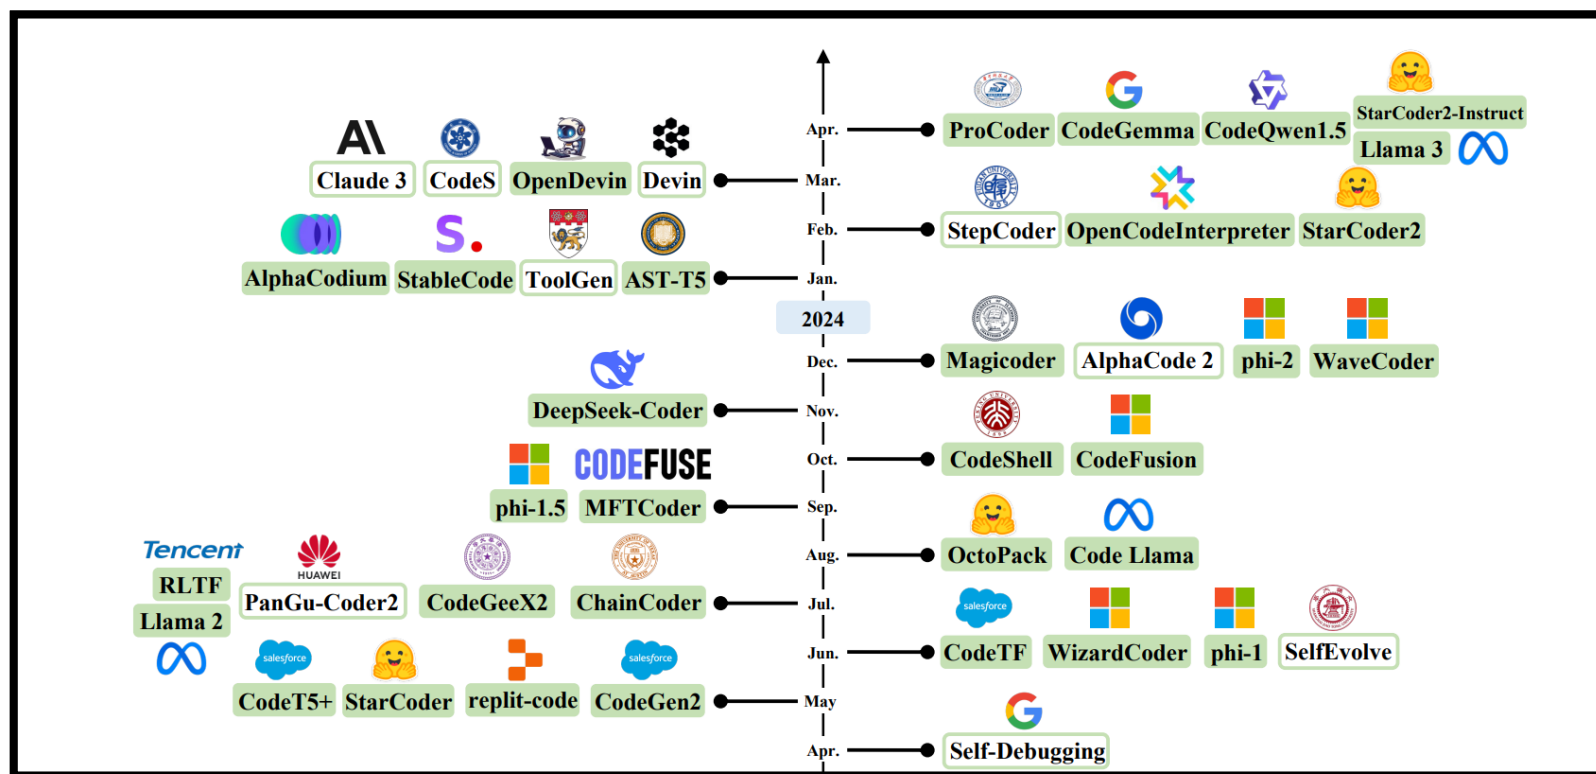 Apr.
ProCoder
CodeGemma
CodeQwen1.5
StarCoder2-Instruct
Llama 3
Claude 3
CodeS
OpenDevin
Devin
Mar.
Feb.
StepCoder
OpenCodeInterpreter
StarCoder2
S.
AlphaCodium
StableCode
ToolGen
AST-T5
Jan.
2024
Dec.
Magicoder
AlphaCode 2
phi-2
WaveCoder
DeepSeek-Coder
Nov.
Oct.
CodeShell
CodeFusion
CODEFUSE
phi-1.5
MFTCoder
Sep.
Aug.
OctoPack
Code Llama
Tencent
HUAWEI
RLTF
Llama 2
PanGu-Coder2
CodeGeeX2
ChainCoder
Jul.
salesforce
Jun.
CodeTF
WizardCoder
phi-1
SelfEvolve
salesforce
salesforce
CodeT5+
StarCoder
replit-code
CodeGen2
May
Apr.
Self-Debugging